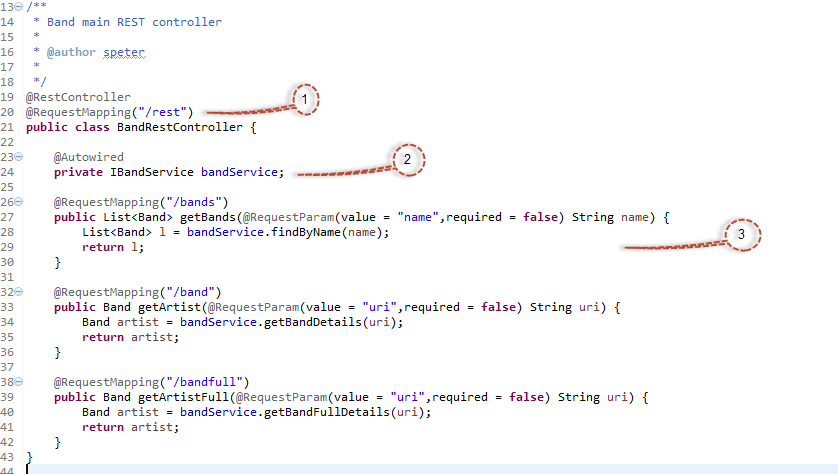 13 /**
14 * Band main REST controller
15 *
16 * @author speter
17 *
18 */
19 @RestController
20 @RequestMapping("/rest") 1
21 public class BandRestController {
22
23 @Autowired
24 private IBandService bandService; 2
25
26 @RequestMapping("/bands")
27 public List<Band> getBands(@RequestParam(value = "name",required = false) String name) {
28 List<Band> l = bandService.findByName(name); 3
29 return l;
30 }
31
32 @RequestMapping("/band")
33 public Band getArtist(@RequestParam(value = "uri",required = false) String uri) {
34 Band artist = bandService.getBandDetails(uri);
35 return artist;
36 }
37
38 @RequestMapping("/bandfull")
39 public Band getArtistFull(@RequestParam(value = "uri",required = false) String uri) {
40 Band artist = bandService.getBandFullDetails(uri);
41 return artist;
42 }
43 }
44